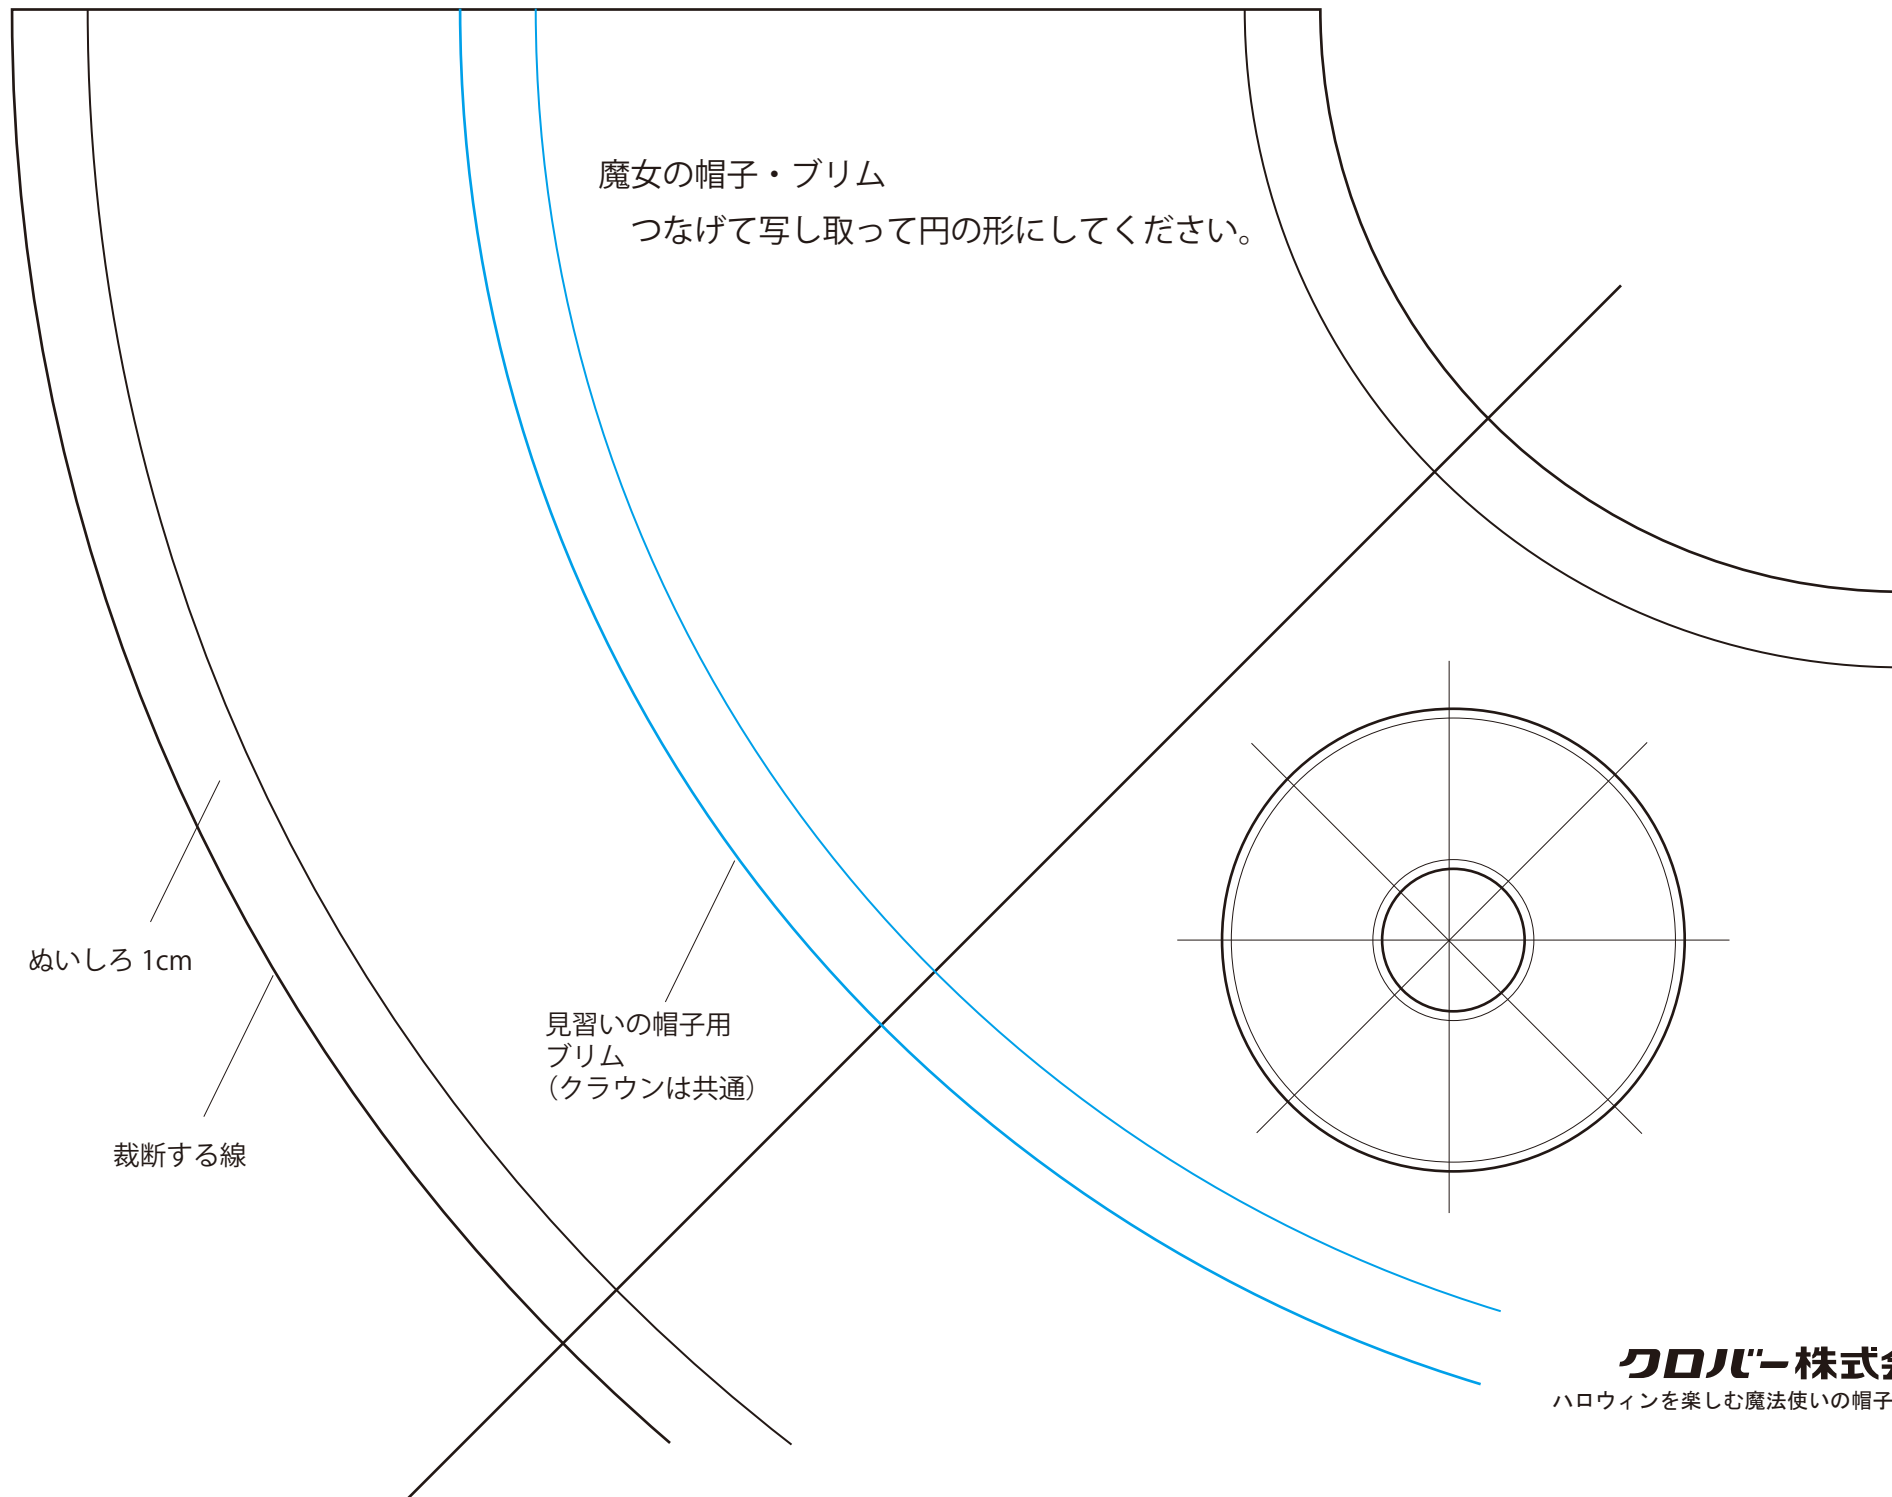 魔女の帽子・ブリム
つなげて写し取って円の形にしてください。
ぬいしろ 1cm
見習いの帽子用
ブリム
（クラウンは共通）
裁断する線
クロバー株式会
ハロウィンを楽しむ魔法使いの帽子